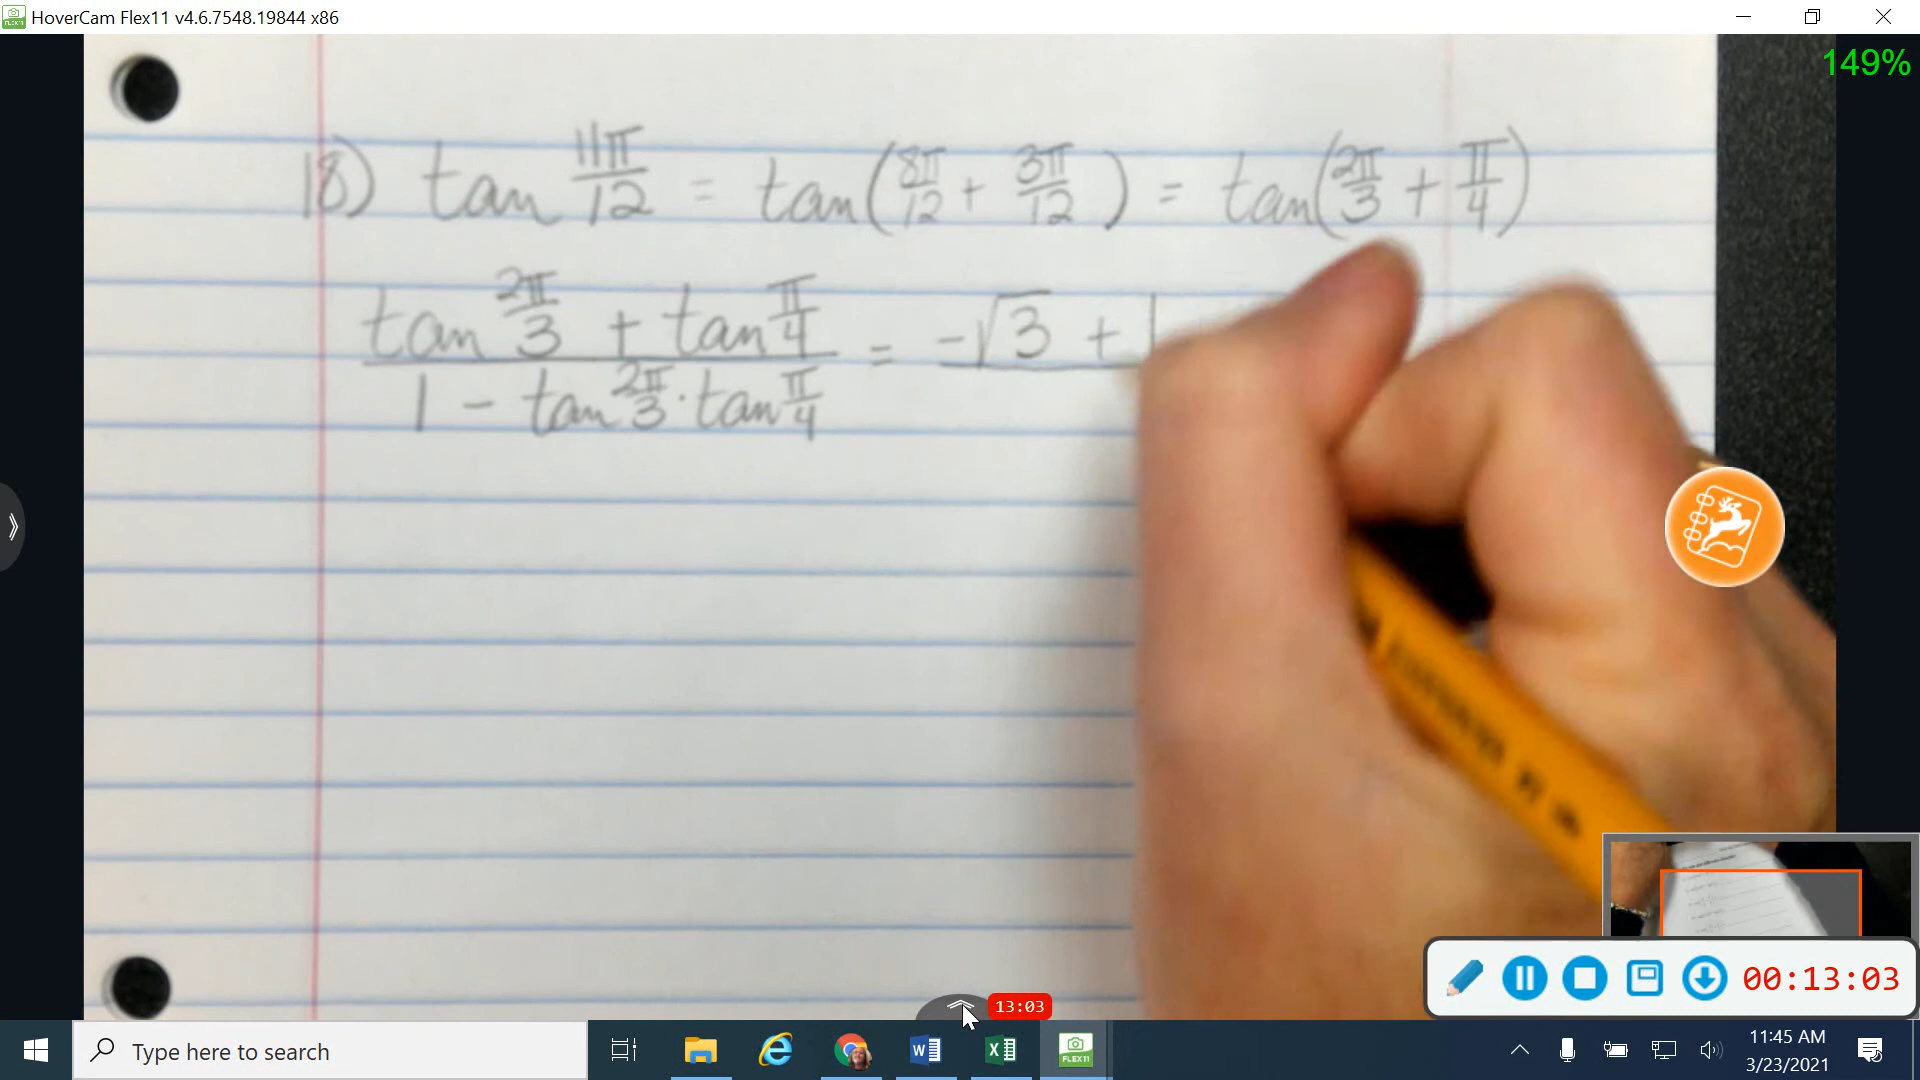 HoverCam Flex11 v4.6.7548.19844 x86
149%
18) tan 11π/12 = tan(8π/12 + 3π/12) = tan(2π/3 + π/4)
tan 2π/3 + tan π/4 / 1 - tan 2π/3 · tan π/4 = -√3 + 1
00:13:03
13:03
Type here to search
FLEX11
11:45 AM
3/23/2021